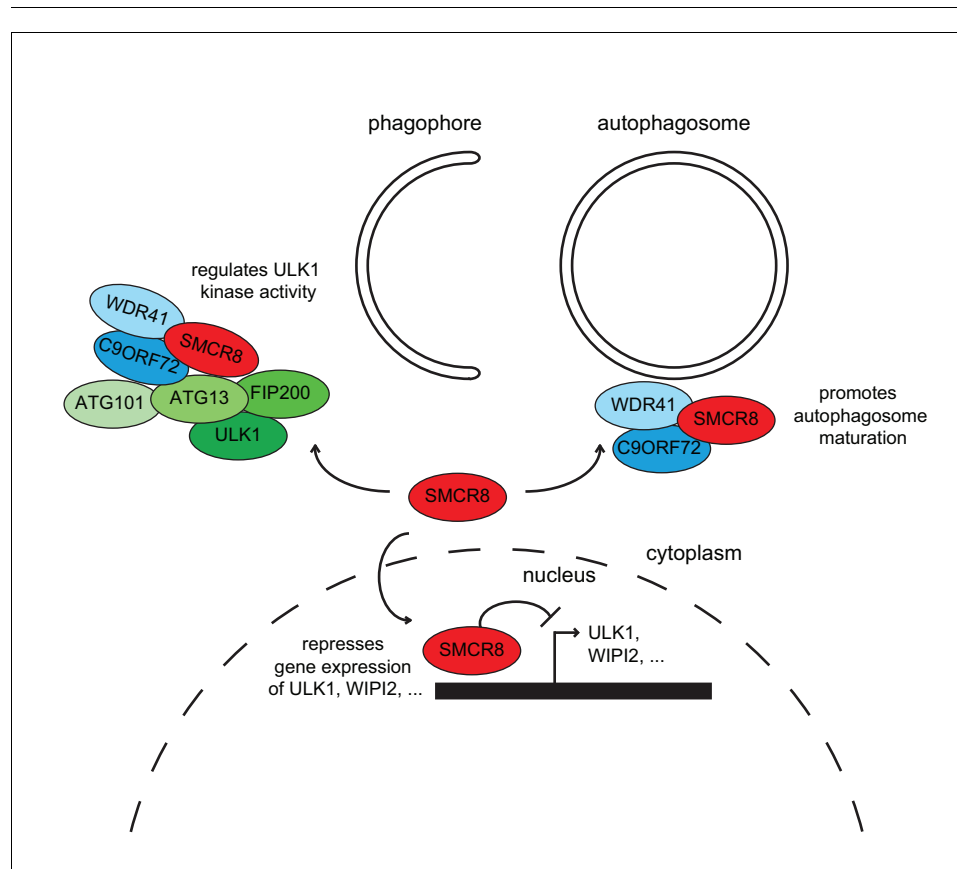 phagophore
autophagosome
regulates ULK1
kinase activity
WDR41
SMCR8
C9ORF72
ATG101
ATG13
FIP200
ULK1
WDR41
SMCR8
C9ORF72
promotes
autophagosome
maturation
SMCR8
cytoplasm
nucleus
represses
gene expression
of ULK1, WIPI2, ...
SMCR8
ULK1,
WIPI2, ...